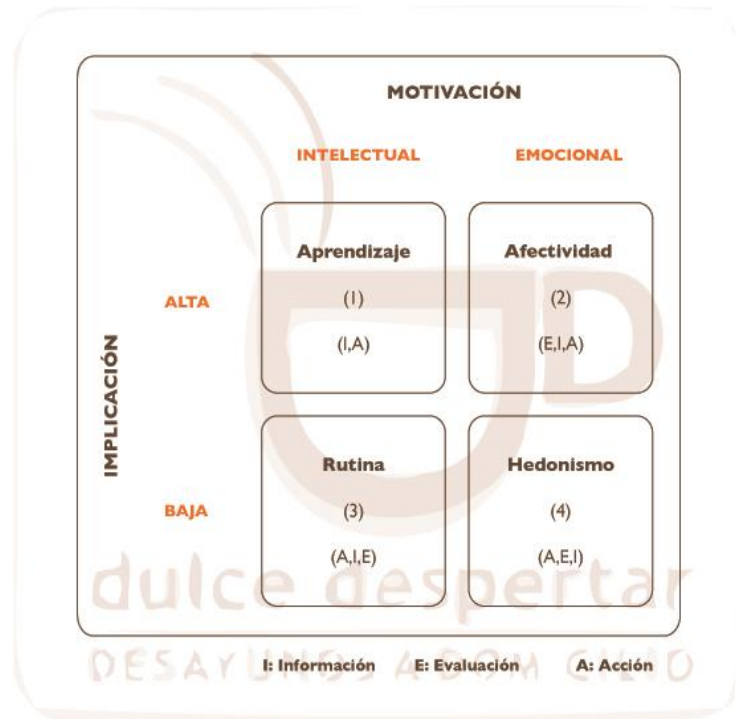 MOTIVACIÓN
INTELECTUAL EMOCIONAL
IMPLICACIÓN
ALTA
Aprendizaje
(1)
(I,A)
Afectividad
(2)
(E,I,A)
BAJA
Rutina
(3)
(A,I,E)
Hedonismo
(4)
(A,E,I)
dulce despertar
DESAYUNOS A DOMICILIO
I: Información E: Evaluación A: Acción